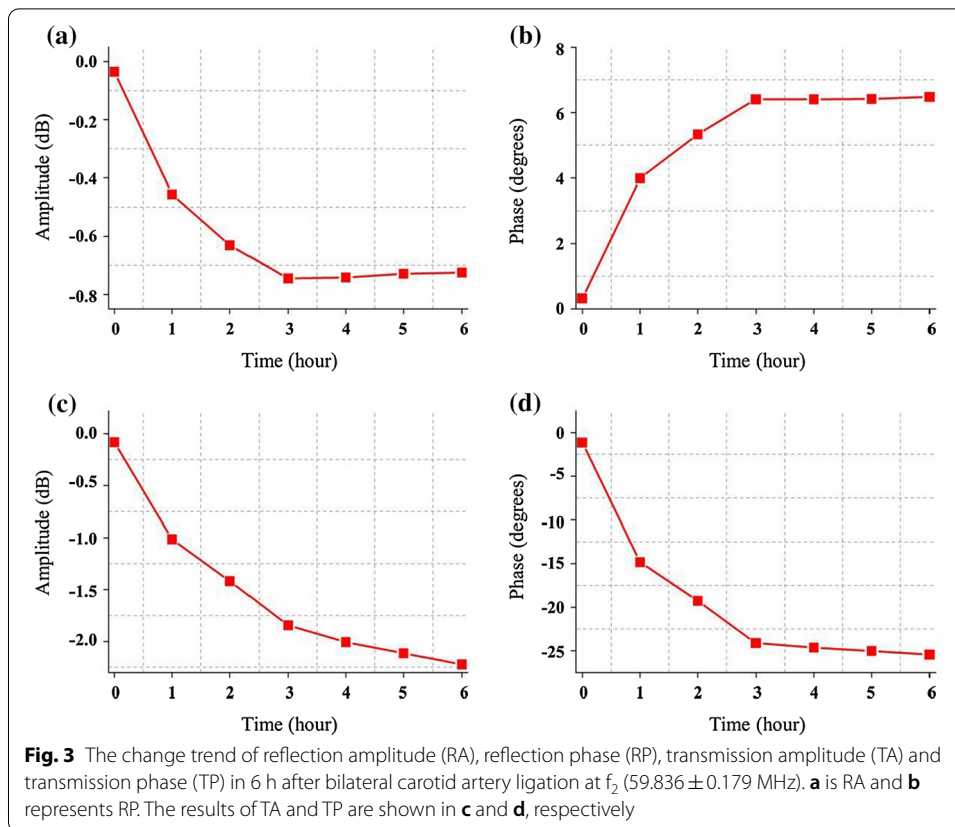 (a)
Amplitude (dB)
0.0
-0.2
-0.4
-0.6
-0.8
0 1 2 3 4 5 6
Time (hour)
(b)
Phase (degrees)
8
6
4
2
0
0 1 2 3 4 5 6
Time (hour)
(c)
Amplitude (dB)
0.0
-0.5
-1.0
-1.5
-2.0
0 1 2 3 4 5 6
Time (hour)
(d)
Phase (degrees)
0
-5
-10
-15
-20
-25
0 1 2 3 4 5 6
Time (hour)
Fig. 3 The change trend of reflection amplitude (RA), reflection phase (RP), transmission amplitude (TA) and
transmission phase (TP) in 6 h after bilateral carotid artery ligation at f₂ (59.836 ± 0.179 MHz). a is RA and b
represents RP. The results of TA and TP are shown in c and d, respectively